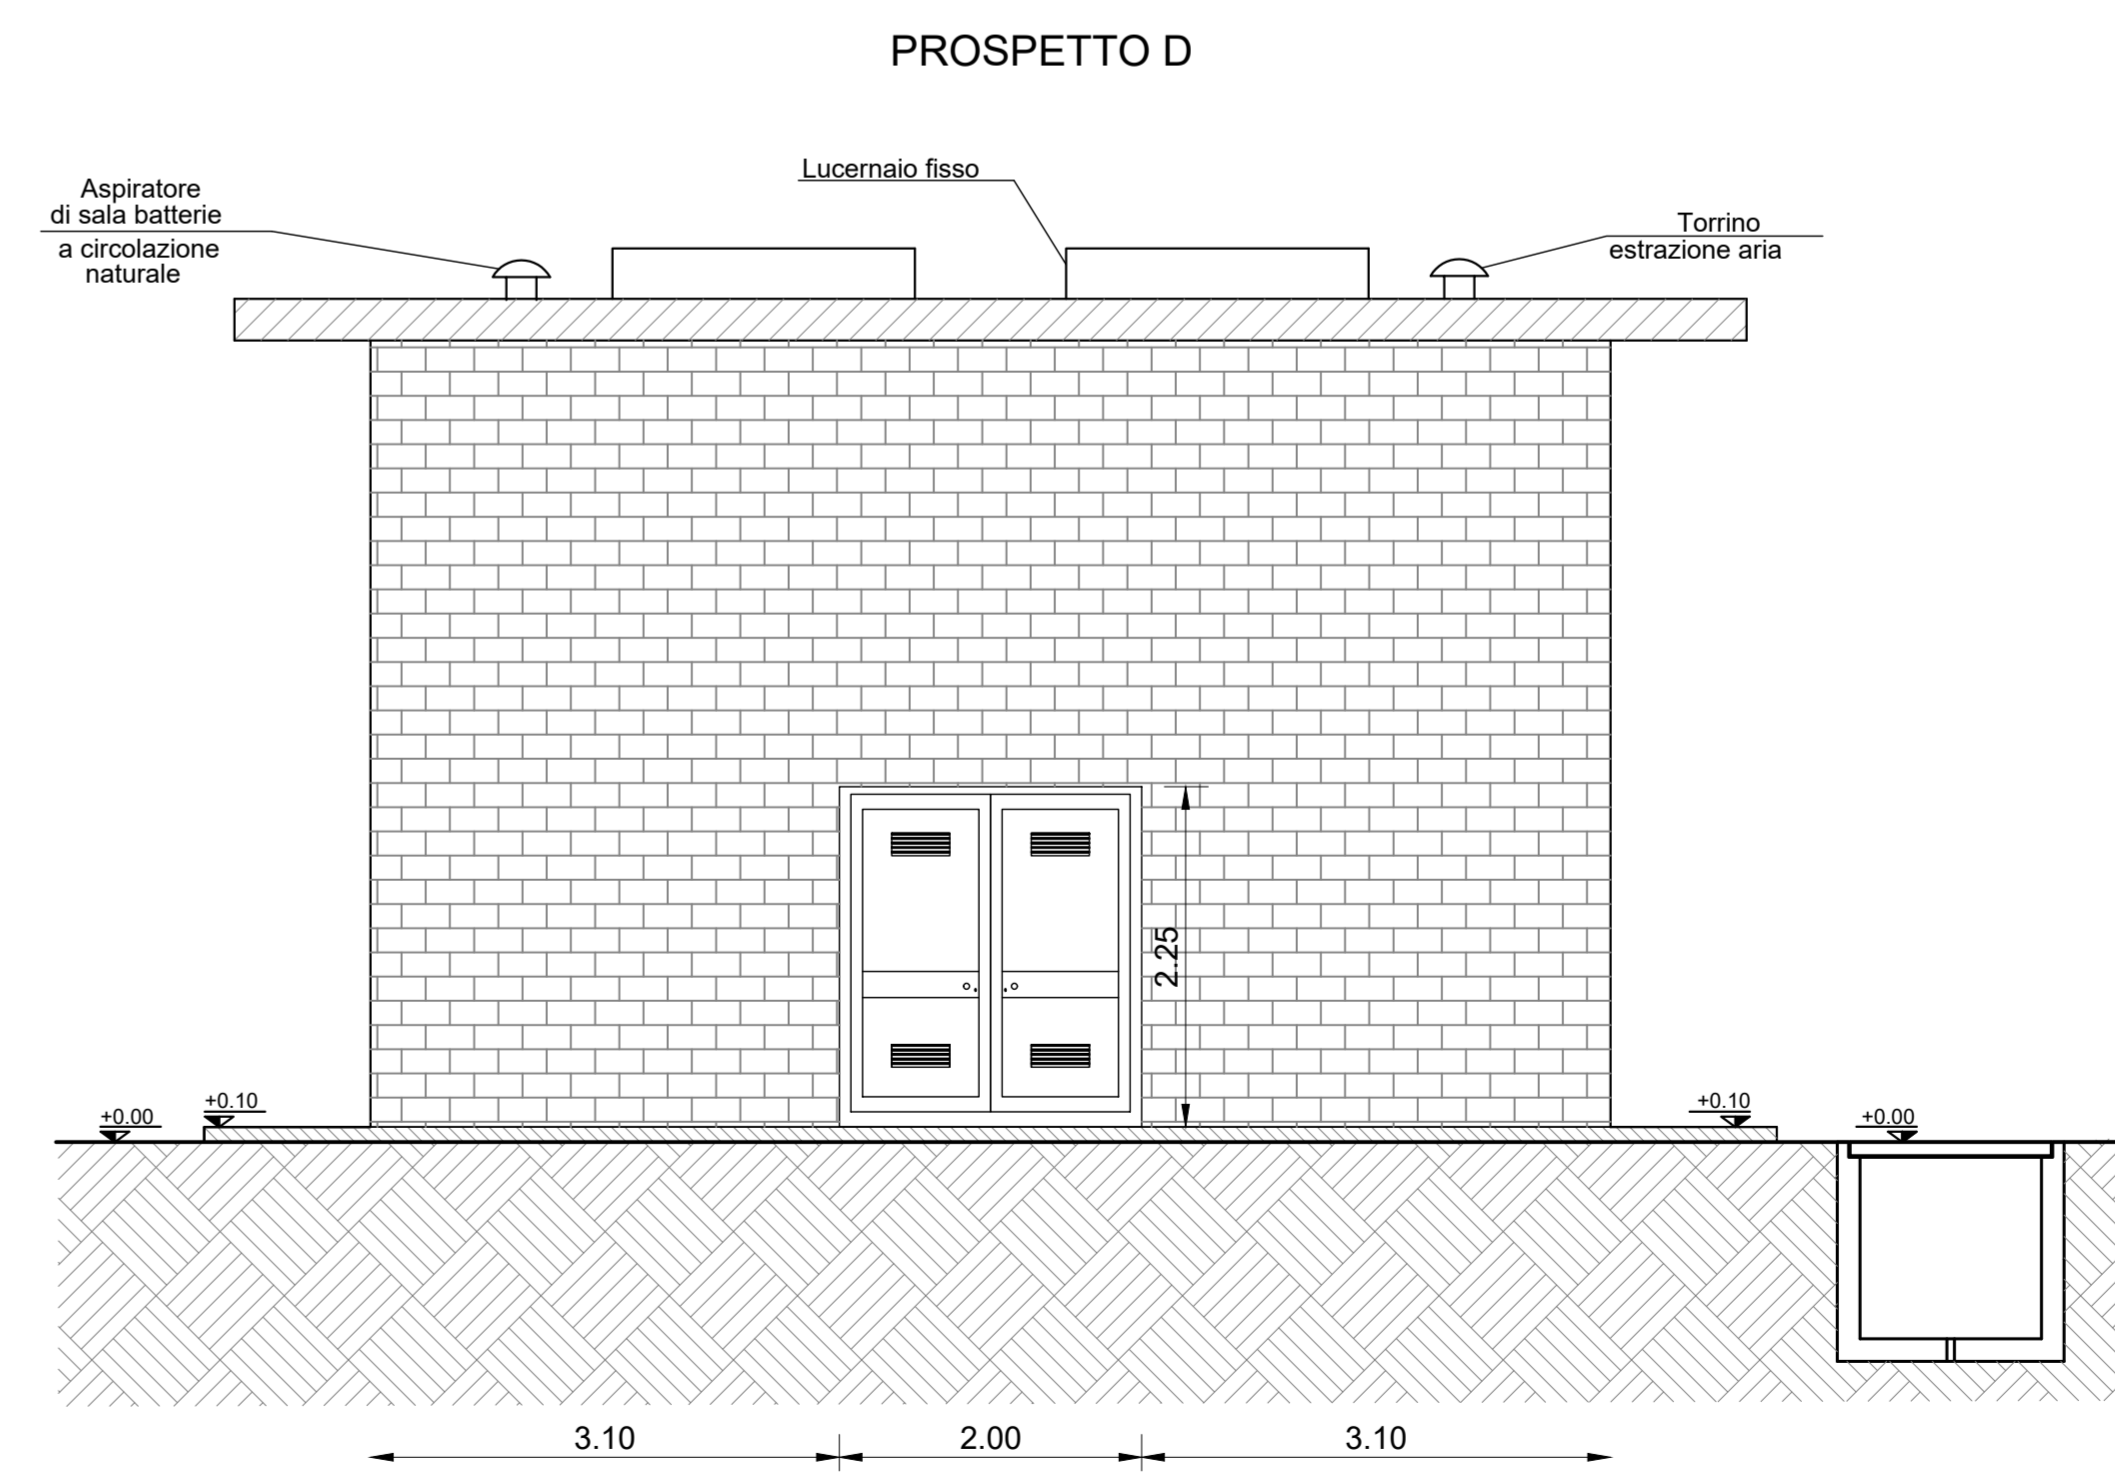 PROSPETTO D
Aspiratore
di sala batterie
a circolazione
naturale
Lucernaio fisso
Torrino
estrazione aria
2.25
+0.00
+0.10
+0.10
+0.00
3.10
2.00
3.10